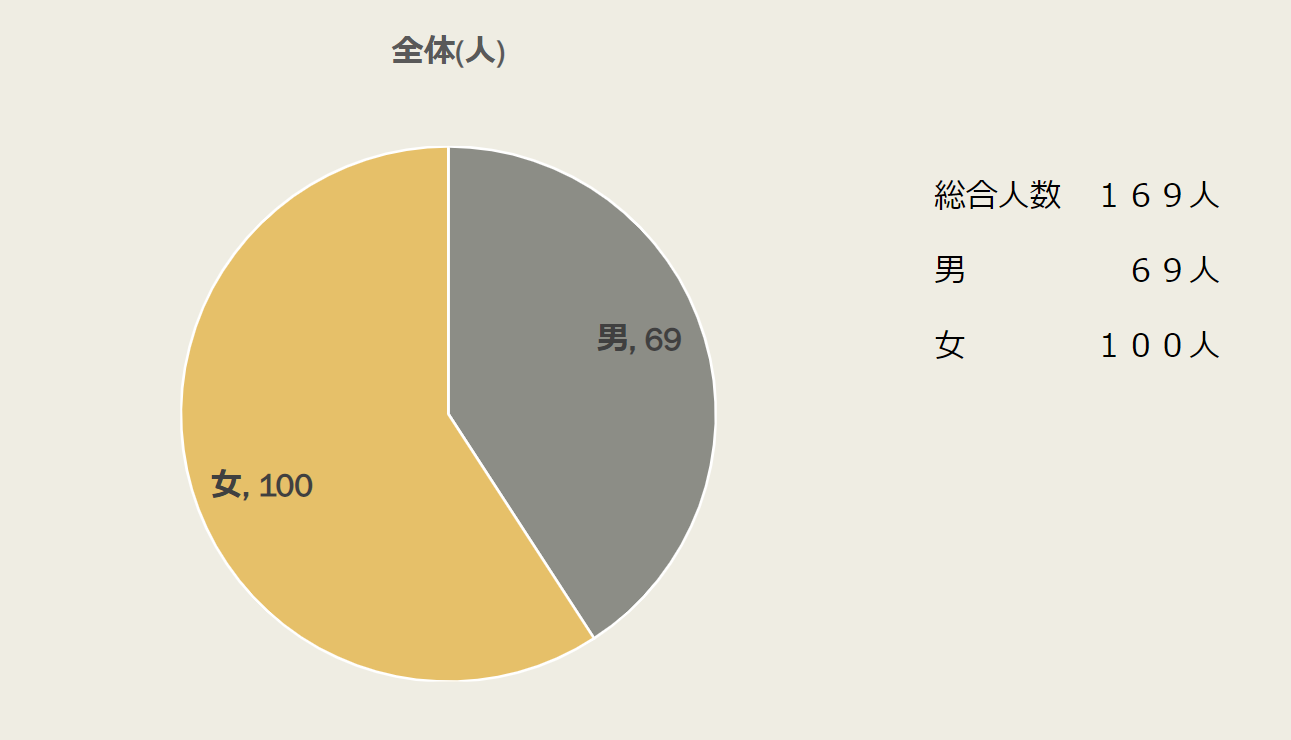 全体(人)
男, 69
女, 100
総合人数　１６９人
男　６９人
女　１００人